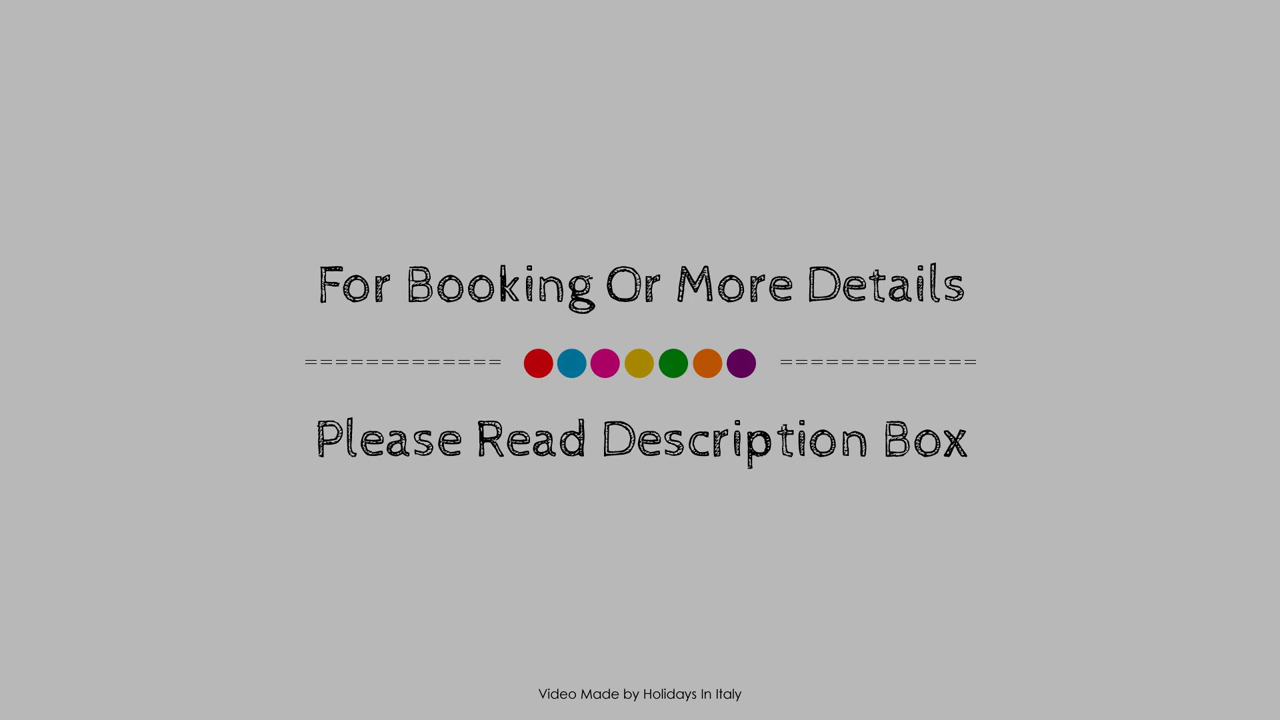 For Booking Or More Details
============= =============
Please Read Description Box
Video Made by Holidays In Italy